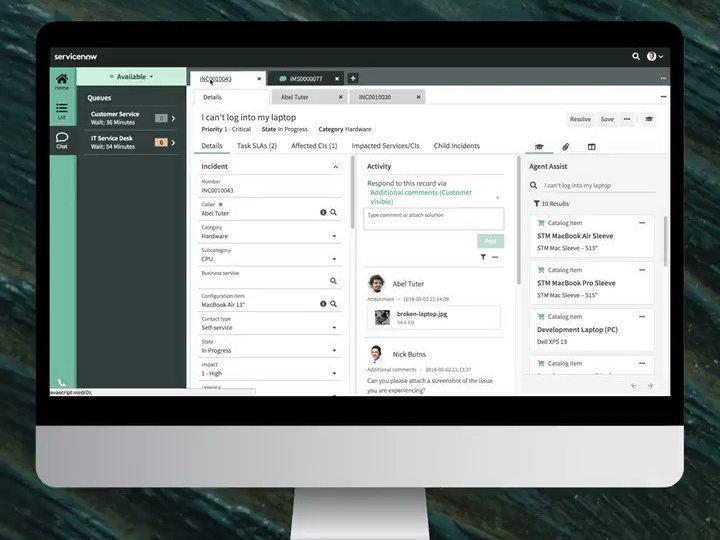 servicenow
Home
List
Chat
Available
Queues
Customer Service
Wait: 36 Minutes
0
IT Service Desk
Wait: 54 Minutes
6
INC0010043
IMS0000077
Details
Abel Tuter
INC0010030
I can't log into my laptop
Priority 1 - Critical State In Progress Category Hardware
Resolve
Save
Details
Task SLAs (2)
Affected CIs (1)
Impacted Services/CIs
Child Incidents
Incident
Number
INC0010043
Caller
Abel Tuter
Category
Hardware
Subcategory
CPU
Business service
Configuration item
MacBook Air 13"
Contact type
Self-service
State
In Progress
Impact
1 - High
Urgency
javascript:void(0);
Activity
Respond to this record via
Additional comments (Customer
visible)
Type comment or attach solution
Post
Abel Tuter
Attachment • 2018-05-02 21:14:09
broken-laptop.jpg
34.4 KB
Nick Burns
Additional comments • 2018-05-02 21:13:37
Can you please attach a screenshot of the issue
you are experiencing?
Agent Assist
I can't log into my laptop
10 Results
Catalog Item
STM MacBook Air Sleeve
STM Mac Sleeve - S13"
Catalog Item
STM MacBook Pro Sleeve
STM Mac Sleeve - S15"
Catalog Item
Development Laptop (PC)
Dell XPS 13
Catalog Item